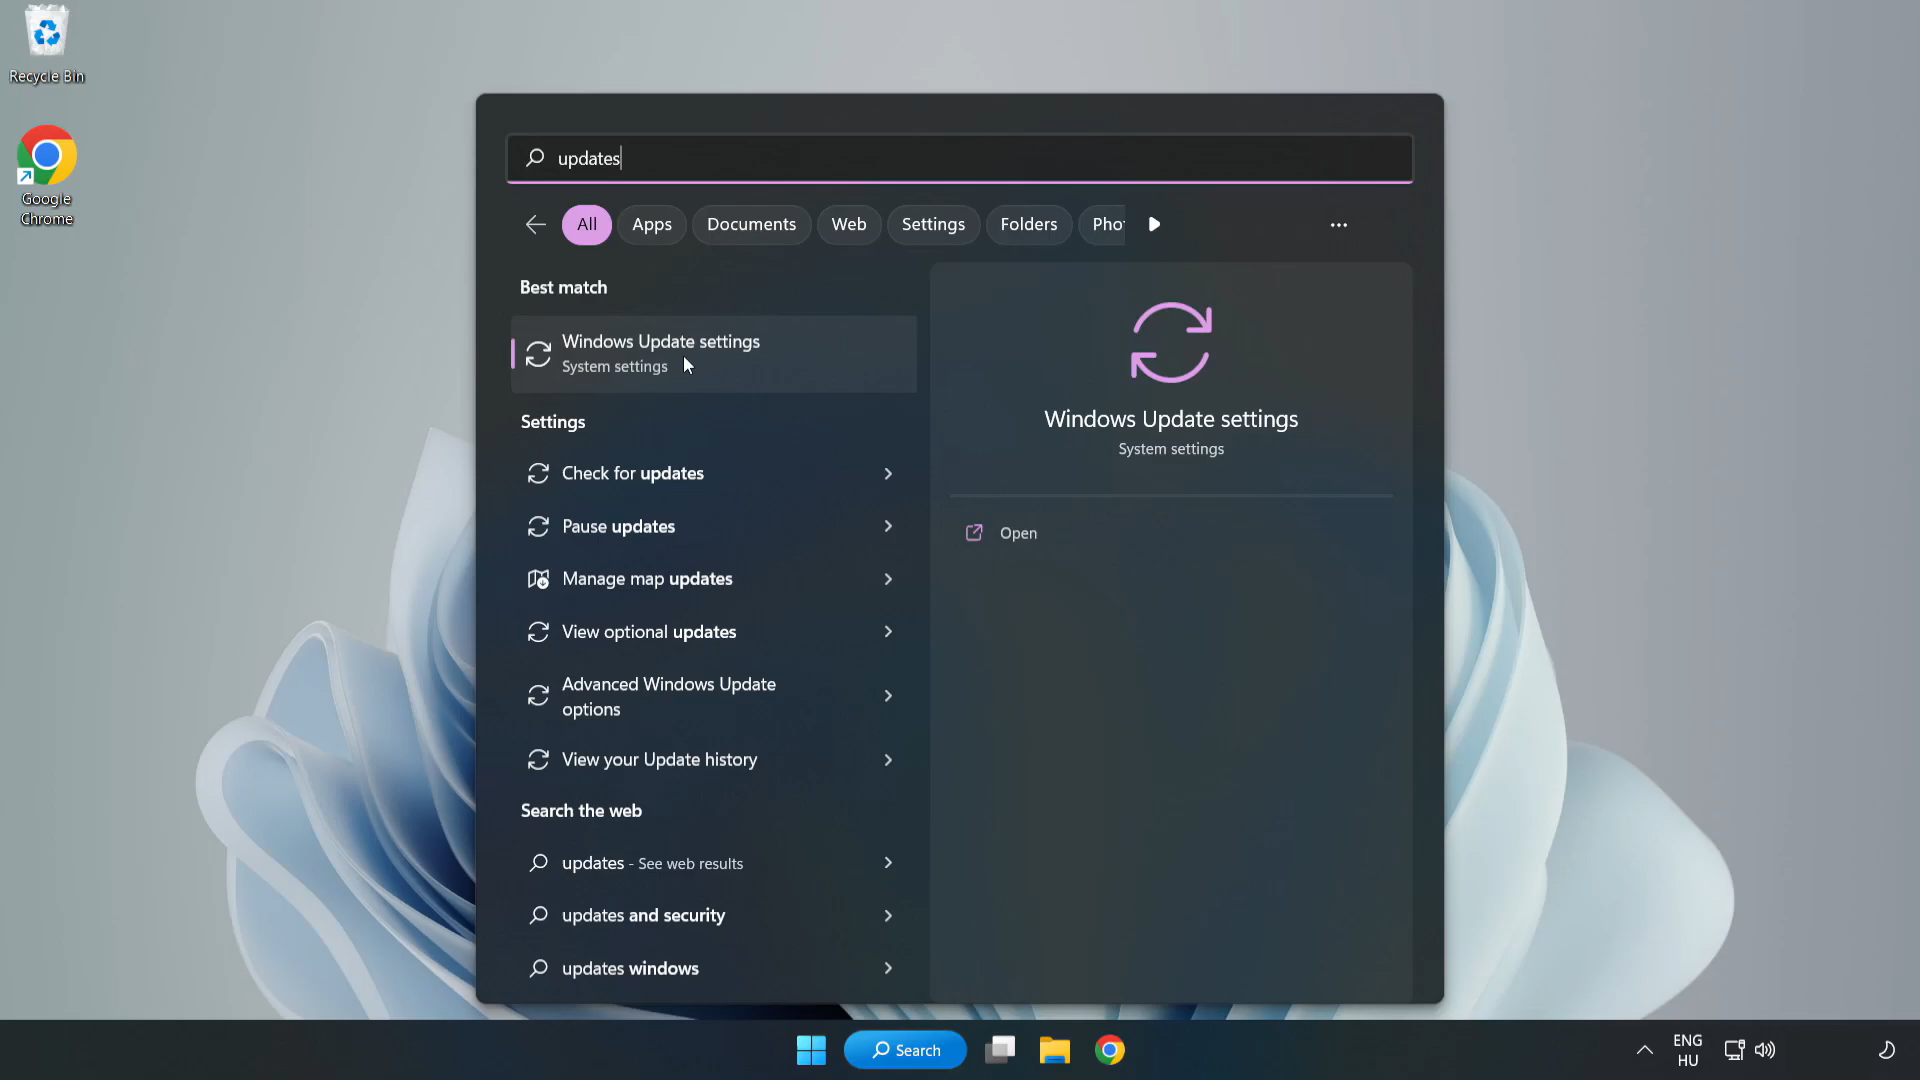 Recycle Bin
Google
Chrome
updates
All
Apps
Documents
Web
Settings
Folders
Pho
Best match
Windows Update settings
System settings
Settings
Check for updates
Pause updates
Manage map updates
View optional updates
Advanced Windows Update
options
View your Update history
Search the web
updates - See web results
updates and security
updates windows
Windows Update settings
System settings
Open
Search
ENG
HU